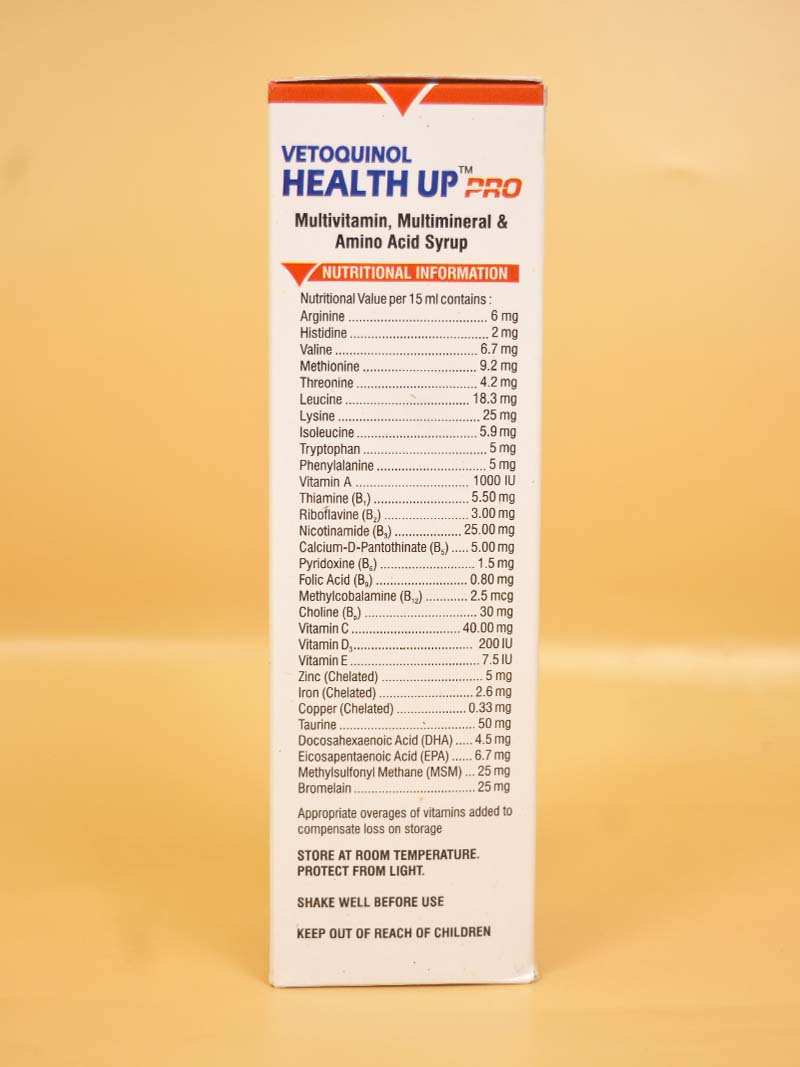 VETOQUINOL
HEALTH UP™ PRO
Multivitamin, Multimineral &
Amino Acid Syrup
NUTRITIONAL INFORMATION
Nutritional Value per 15 ml contains :
Arginine ........................................ 6 mg
Histidine ........................................ 2 mg
Valine ........................................ 6.7 mg
Methionine ................................ 9.2 mg
Threonine .................................. 4.2 mg
Leucine .................................... 18.3 mg
Lysine ........................................ 25 mg
Isoleucine .................................. 5.9 mg
Tryptophan .................................... 5 mg
Phenylalanine ............................... 5 mg
Vitamin A ................................ 1000 IU
Thiamine (B₁) .......................... 5.50 mg
Riboflavine (B₂) ....................... 3.00 mg
Nicotinamide (B₃) ................... 25.00 mg
Calcium-D-Pantothinate (B₅) ..... 5.00 mg
Pyridoxine (B₆) ........................... 1.5 mg
Folic Acid (B₉) .......................... 0.80 mg
Methylcobalamine (B₁₂) ............ 2.5 mcg
Choline (B₉) ................................ 30 mg
Vitamin C ............................... 40.00 mg
Vitamin D₃.................................. 200 IU
Vitamin E ..................................... 7.5 IU
Zinc (Chelated) ............................. 5 mg
Iron (Chelated) ........................... 2.6 mg
Copper (Chelated) .................... 0.33 mg
Taurine ....................................... 50 mg
Docosahexaenoic Acid (DHA) ..... 4.5 mg
Eicosapentaenoic Acid (EPA) ...... 6.7 mg
Methylsulfonyl Methane (MSM) ... 25 mg
Bromelain ................................... 25 mg
Appropriate overages of vitamins added to
compensate loss on storage
STORE AT ROOM TEMPERATURE.
PROTECT FROM LIGHT.
SHAKE WELL BEFORE USE
KEEP OUT OF REACH OF CHILDREN